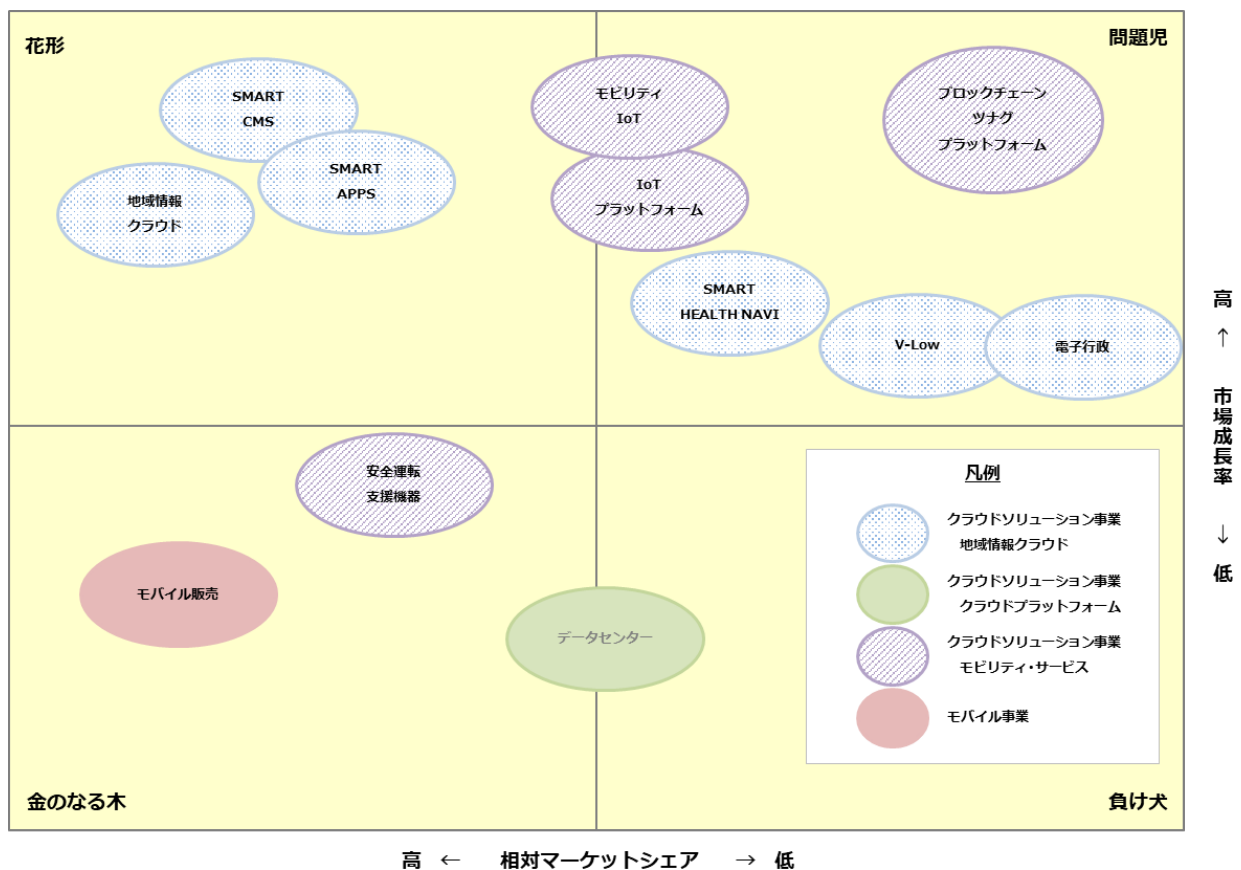 花形
問題児
SMART
CMS
SMART
APPS
地域情報
クラウド
モビリティ
IoT
IoT
プラットフォーム
ブロックチェーン
ツナグ
プラットフォーム
SMART
HEALTH NAVI
V-Low
電子行政
安全運転
支援機器
モバイル販売
データセンター
凡例
クラウドソリューション事業
地域情報クラウド
クラウドソリューション事業
クラウドプラットフォーム
クラウドソリューション事業
モビリティ・サービス
モバイル事業
金のなる木
負け犬
高 ↑ 市場成長率 ↓ 低
高 ← 相対マーケットシェア → 低